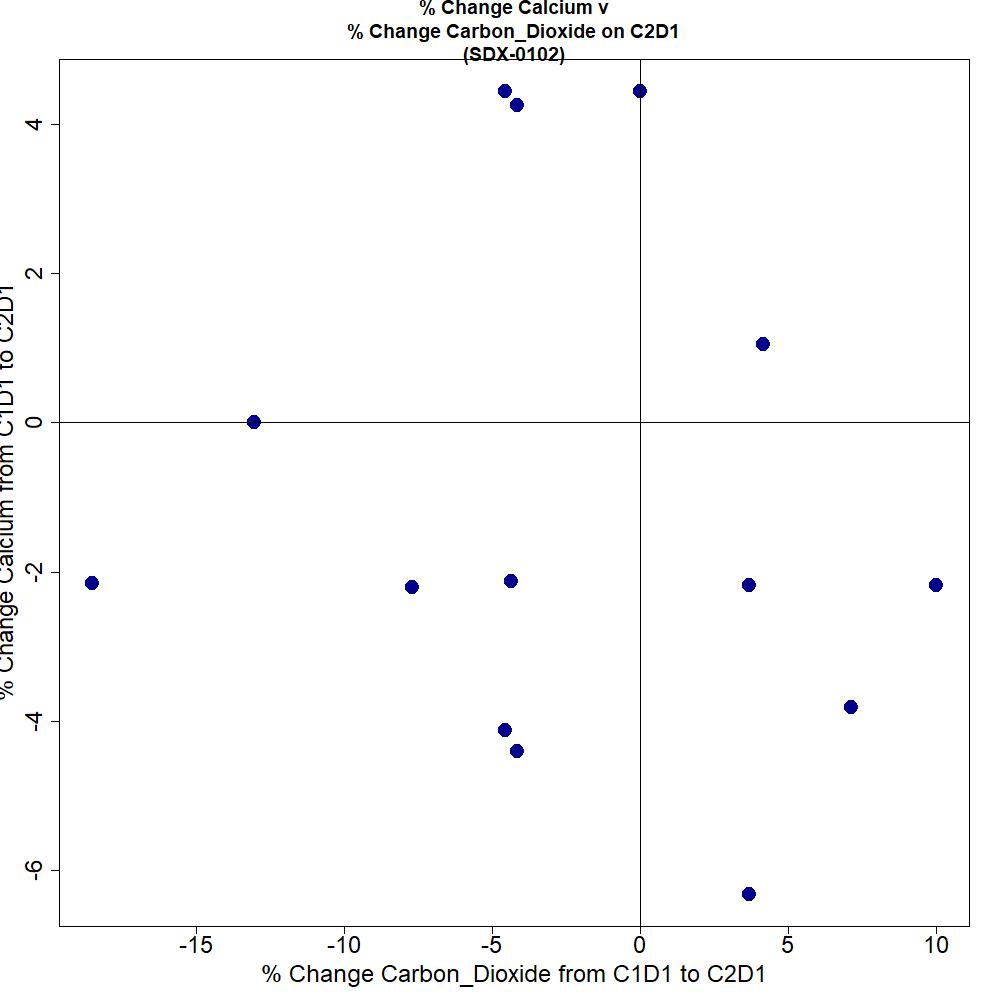 % Change Calcium v
% Change Carbon_Dioxide on C2D1
(SDX-0102)
% Change Calcium from C1D1 to C2D1
4
2
0
-2
-4
-6
-15
-10
-5
0
5
10
% Change Carbon_Dioxide from C1D1 to C2D1